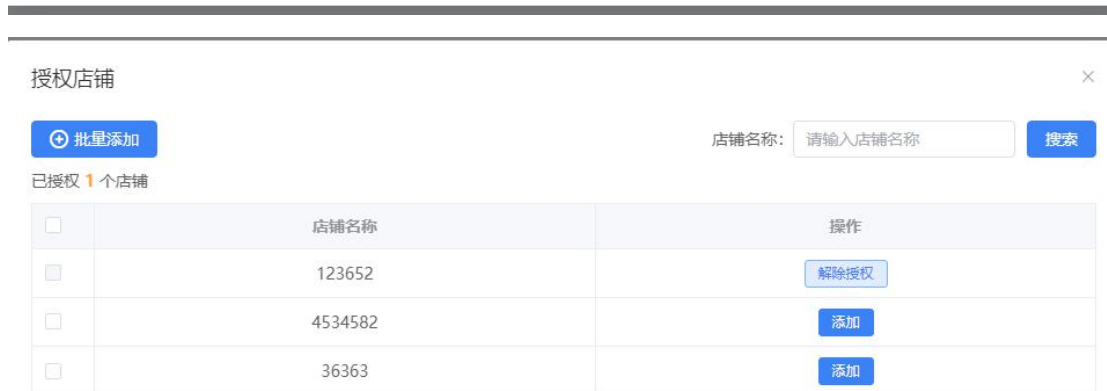 授权店铺
批量添加 店铺名称： 请输入店铺名称 搜索
已授权 1 个店铺
店铺名称 操作
123652 解除授权
4534582 添加
36363 添加